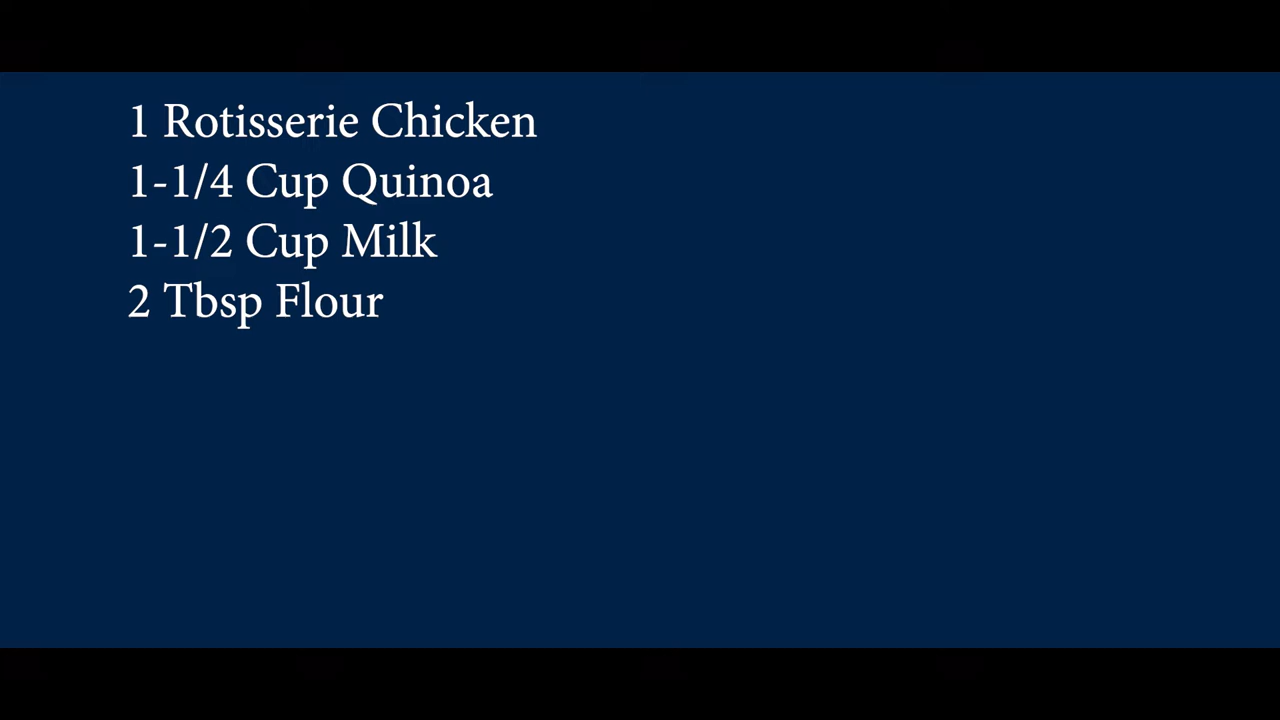 1 Rotisserie Chicken
1-1/4 Cup Quinoa
1-1/2 Cup Milk
2 Tbsp Flour